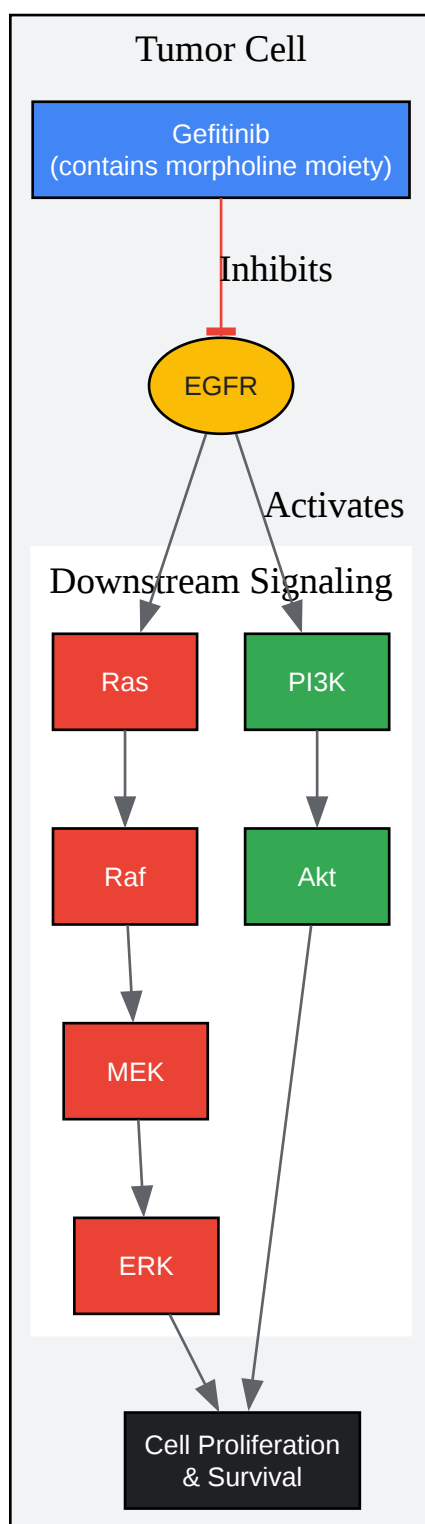 Tumor Cell
Gefitinib
(contains morpholine moiety)
Inhibits
EGFR
Activates
Downstream Signaling
Ras
PI3K
Raf
Akt
MEK
ERK
Cell Proliferation
& Survival